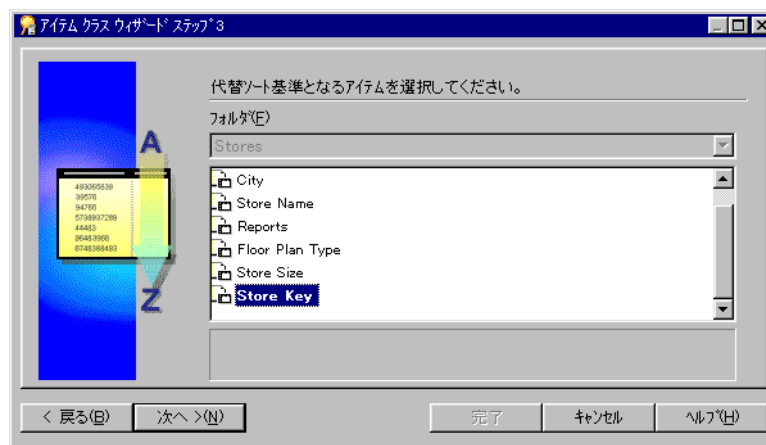 アイテム クラス ウィザード ステップ 3
代替ソート基準となるアイテムを選択してください。
フォルダ(F)
Stores
A
Z
City
Store Name
Reports
Floor Plan Type
Store Size
Store Key
< 戻る(B)
次へ >(N)
完了
キャンセル
ヘルプ(H)